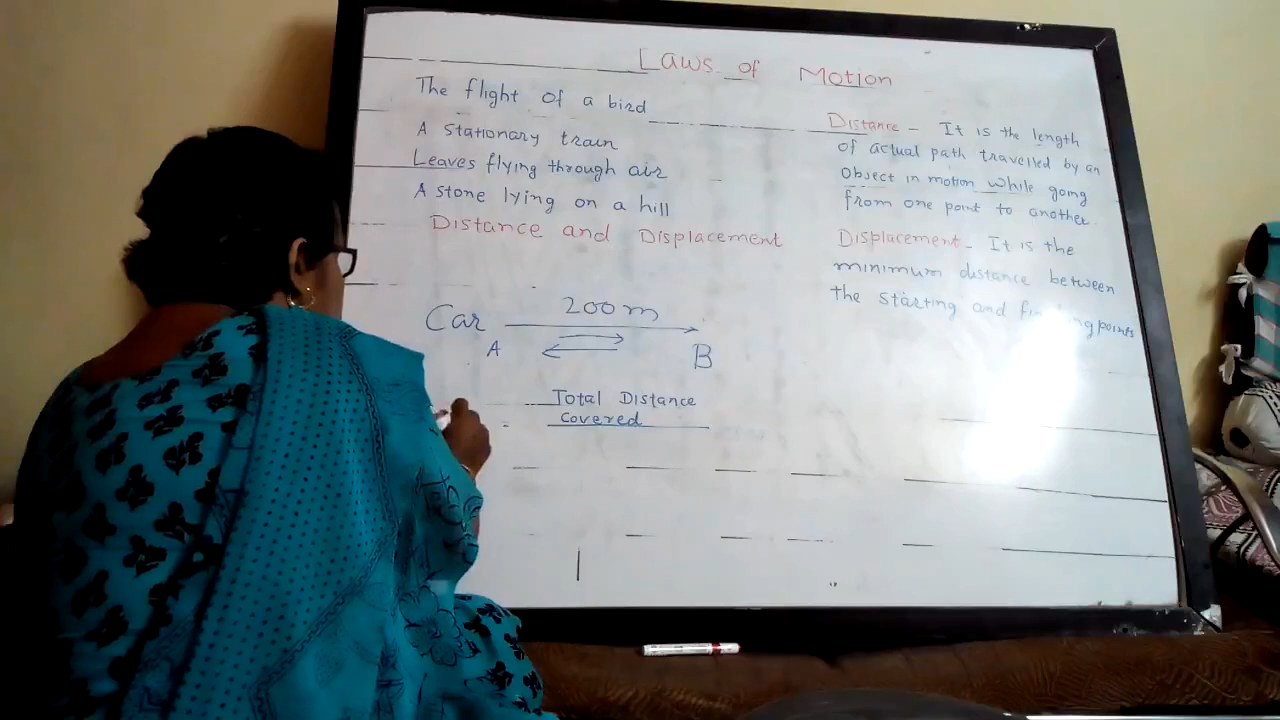 Laws of Motion
The flight of a bird
A stationary train
Leaves flying through air
A stone lying on a hill
Distance and Displacement
Distance - It is the length
of actual path travelled by an
object in motion while going
from one point to another
Displacement - It is the
minimum distance between
the starting and finishing points
200 m
Car
A
B
Total Distance
Covered